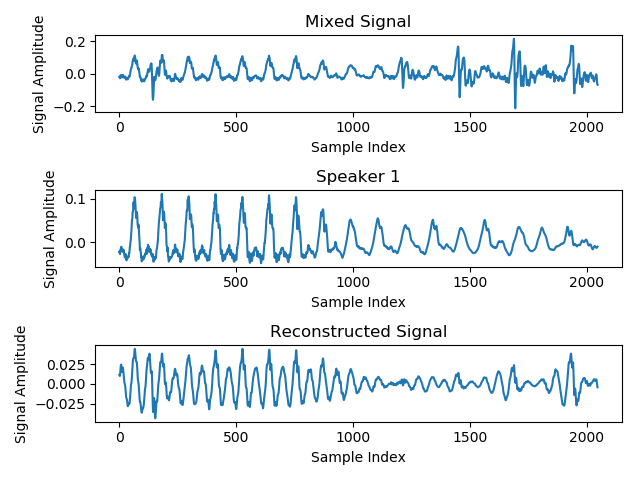 Mixed Signal
Signal Amplitude
0.2
0.0
−0.2
0
500
1000
1500
2000
Sample Index
Speaker 1
Signal Amplitude
0.1
0.0
0
500
1000
1500
2000
Sample Index
Reconstructed Signal
Signal Amplitude
0.025
0.000
−0.025
0
500
1000
1500
2000
Sample Index